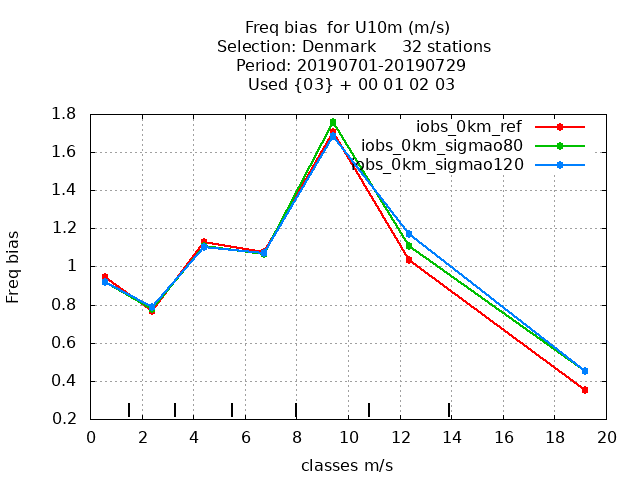 Freq bias for U10m (m/s)
Selection: Denmark 32 stations
Period: 20190701-20190729
Used {03} + 00 01 02 03
iobs_0km_ref
iobs_0km_sigmao80
iobs_0km_sigmao120
Freq bias
1.8
1.6
1.4
1.2
1
0.8
0.6
0.4
0.2
0 2 4 6 8 10 12 14 16 18 20
classes m/s